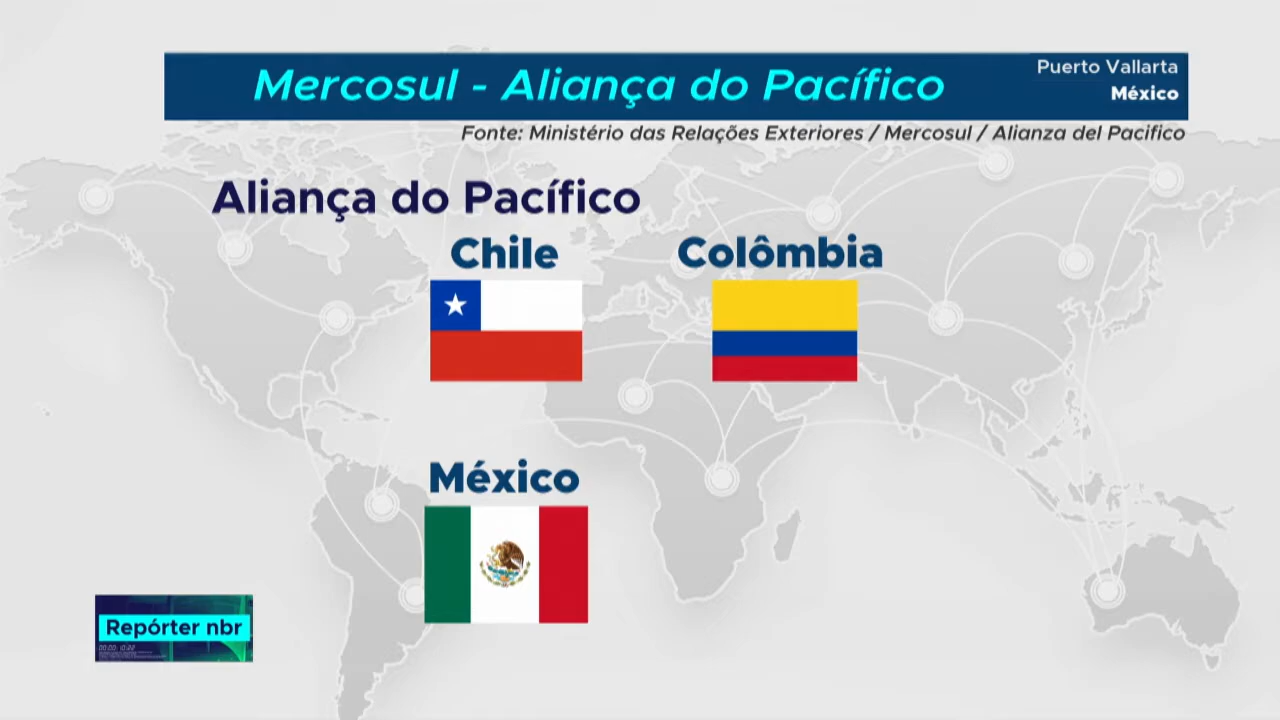 Mercosul - Aliança do Pacífico
Puerto Vallarta
México
Fonte: Ministério das Relações Exteriores / Mercosul / Alianza del Pacifico
Aliança do Pacífico
Chile
Colômbia
México
Repórter nbr